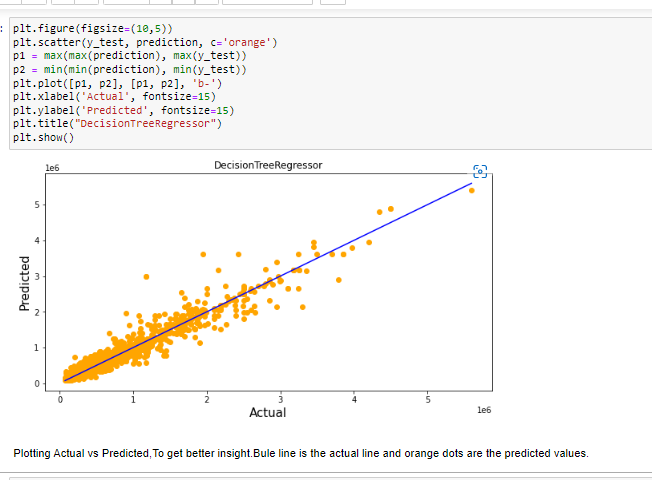 : plt.figure(figsize=(10,5))
plt.scatter(y_test, prediction, c='orange')
p1 = max(max(prediction), max(y_test))
p2 = min(min(prediction), min(y_test))
plt.plot([p1, p2], [p1, p2], 'b-')
plt.xlabel('Actual', fontsize=15)
plt.ylabel('Predicted', fontsize=15)
plt.title("DecisionTreeRegressor")
plt.show()
1e6
DecisionTreeRegressor
5
4
3
2
1
0
Predicted
0 1 2 3 4 5
Actual
1e6
Plotting Actual vs Predicted,To get better insight.Bule line is the actual line and orange dots are the predicted values.